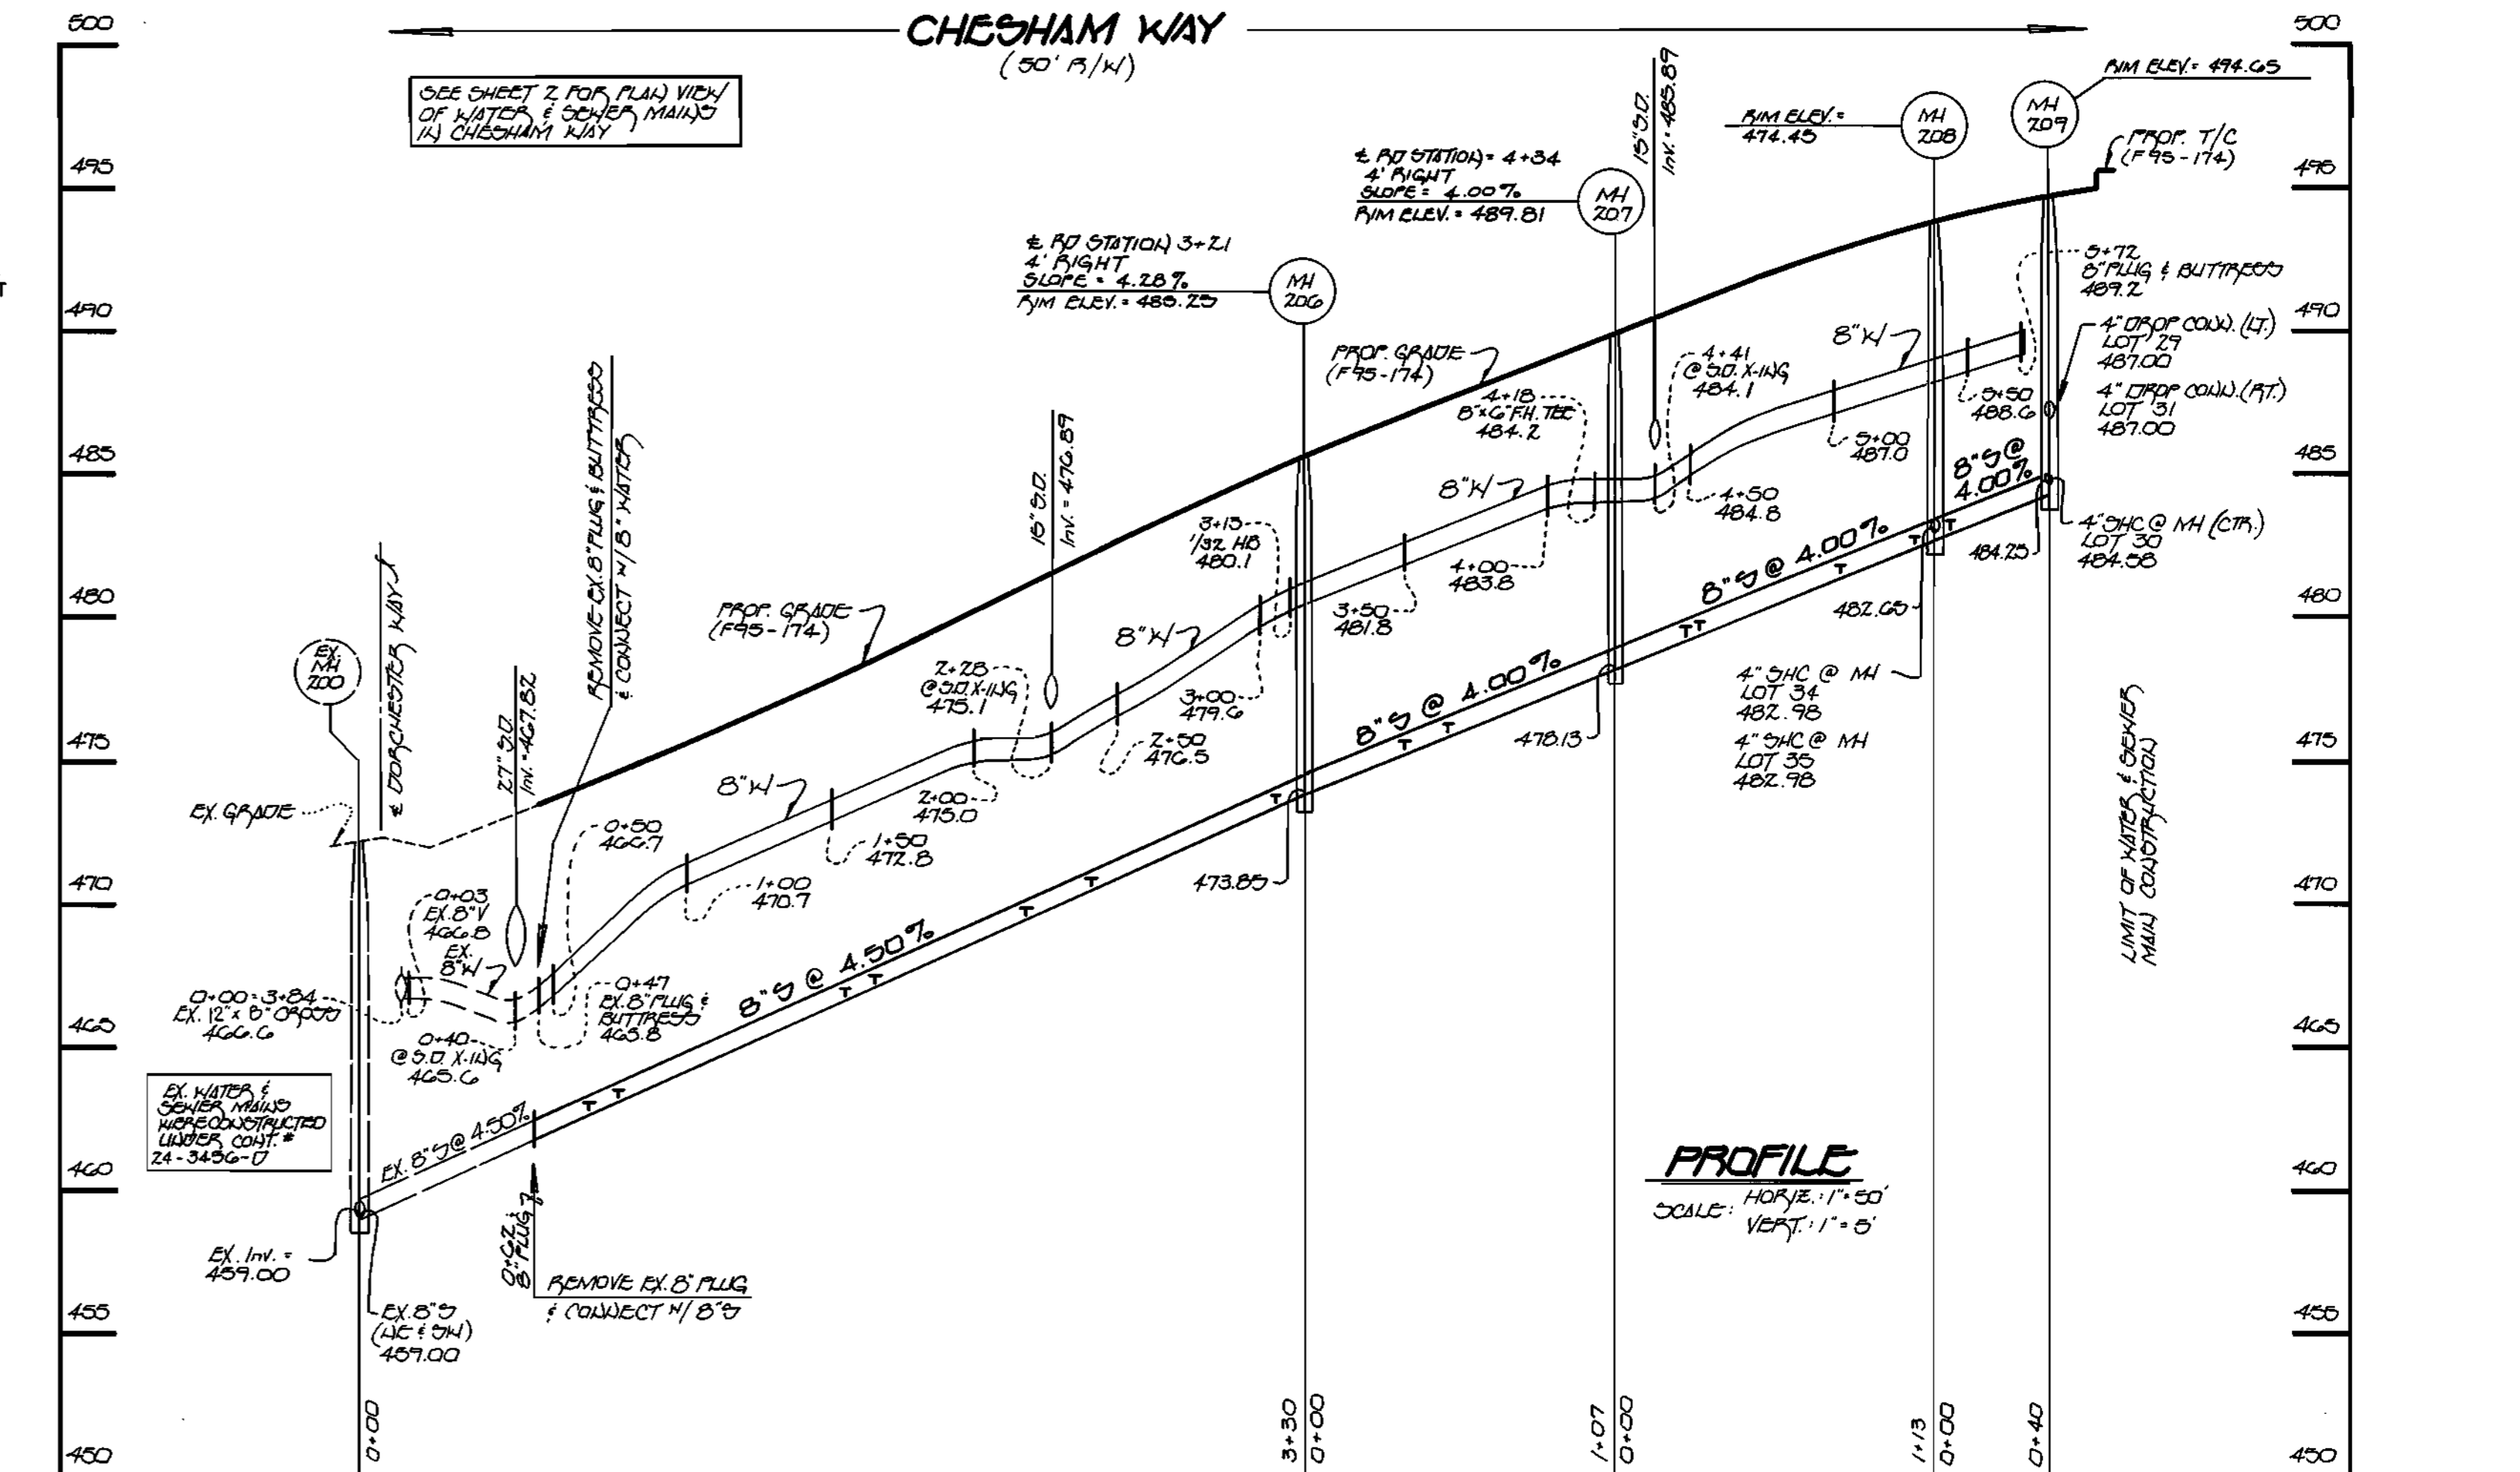 CHESHAM WAY
(50' R/W)
SEE SHEET 2 FOR PLAN VIEW
OF WATER & SEWER MAINS
IN CHESHAM WAY
500
495
490
485
480
475
470
465
460
455
450
500
495
490
485
480
475
470
465
460
455
450
EX.
MH
200
℄ DORCHESTER WAY
EX. GRADE
27" S.D.
Inv. = 467.82
REMOVE EX. 8" PLUG & BUTTRESS
& CONNECT W/ 8" WATER
PROP. GRADE
(F95-174)
0+03
EX. 8" V
466.8
EX.
8" W
0+00 = 3+84
EX. 12" x 8" CROSS
466.6
0+40
@ S.D. X-ING
465.6
0+47
EX. 8" PLUG &
BUTTRESS
465.8
0+50
466.7
1+00
470.7
8" W
1+50
472.8
2+00
475.0
2+28
@ S.D. X-ING
475.1
15" S.D.
Inv. = 476.89
8" W
2+50
476.5
3+00
479.6
3+13
1/32 HB
480.1
℄ RD STATION 3+21
4' RIGHT
SLOPE = 4.28%
RIM ELEV. = 485.25
MH
206
3+50
481.8
8" W
4+00
483.8
4+18
8" x 6" F.H. TEE
484.2
PROP. GRADE
(F95-174)
℄ RD STATION = 4+34
4' RIGHT
SLOPE = 4.00%
RIM ELEV. = 489.81
MH
207
15" S.D.
Inv. = 485.89
4+41
@ S.D. X-ING
484.1
4+50
484.8
8" W
5+00
487.0
5+50
488.6
RIM ELEV. =
474.45
MH
208
MH
209
RIM ELEV. = 494.65
PROP. T/C
(F95-174)
5+72
8" PLUG & BUTTRESS
489.2
4" DROP CONN. (LT.)
LOT 29
487.00
4" DROP CONN. (RT.)
LOT 31
487.00
8" S @
4.00%
4" SHC @ MH (CTR.)
LOT 30
484.58
484.25
8" S @ 4.00%
482.65
4" SHC @ MH
LOT 34
482.98
4" SHC @ MH
LOT 35
482.98
478.13
8" S @ 4.00%
473.85
8" S @ 4.50%
EX. 8" S @ 4.50%
LIMIT OF WATER & SEWER
MAIN CONSTRUCTION
EX. WATER &
SEWER MAINS
WERE CONSTRUCTED
UNDER CONT. #
24-3456-D
EX. Inv. =
459.00
EX. 8" S
(NE & SW)
459.00
8" PLUG
REMOVE EX. 8" PLUG
& CONNECT W/ 8" S
PROFILE
SCALE: HORIZ.: 1" = 50'
VERT.: 1" = 5'
0+00
3+30
0+00
1+07
0+00
1+13
0+00
0+40